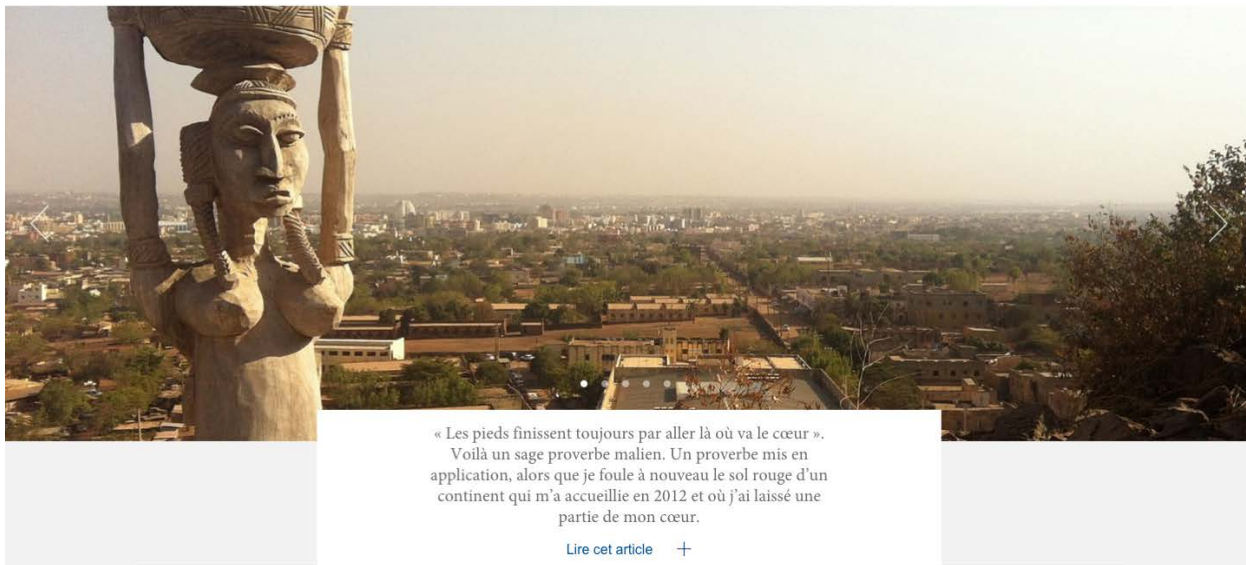 « Les pieds finissent toujours par aller là où va le cœur ».
Voilà un sage proverbe malien. Un proverbe mis en
application, alors que je foule à nouveau le sol rouge d’un
continent qui m’a accueillie en 2012 et où j’ai laissé une
partie de mon cœur.
Lire cet article +